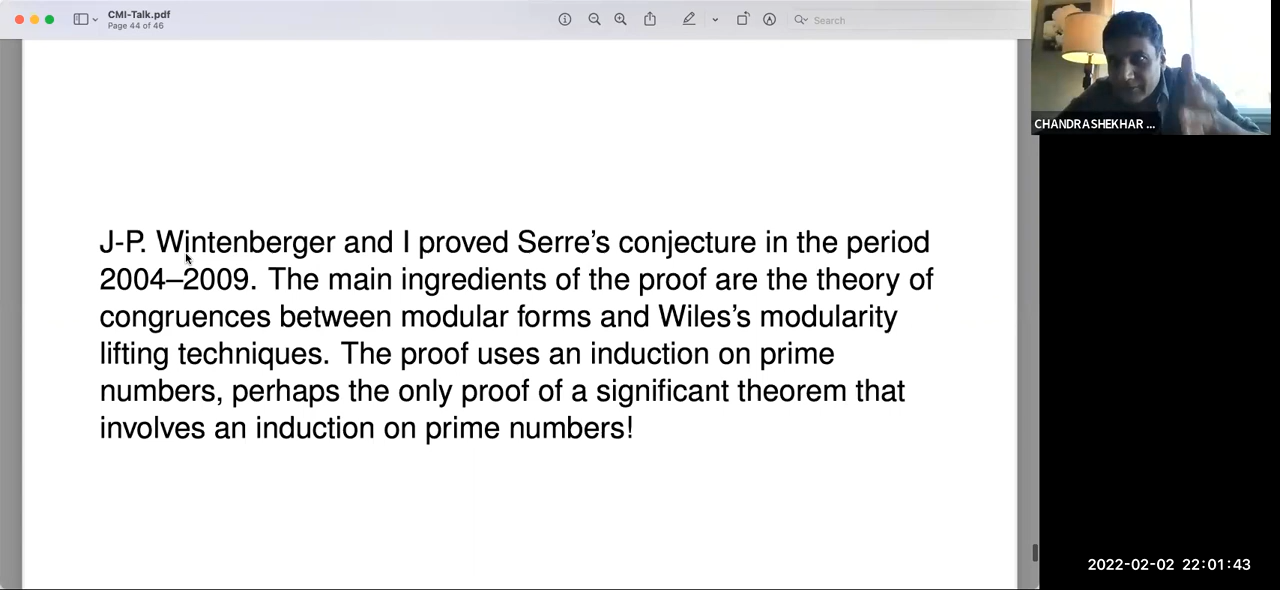 CMI-Talk.pdf
Page 44 of 46
Search
CHANDRASHEKHAR ...
J-P. Wintenberger and I proved Serre’s conjecture in the period
2004–2009. The main ingredients of the proof are the theory of
congruences between modular forms and Wiles’s modularity
lifting techniques. The proof uses an induction on prime
numbers, perhaps the only proof of a significant theorem that
involves an induction on prime numbers!
2022-02-02 22:01:43